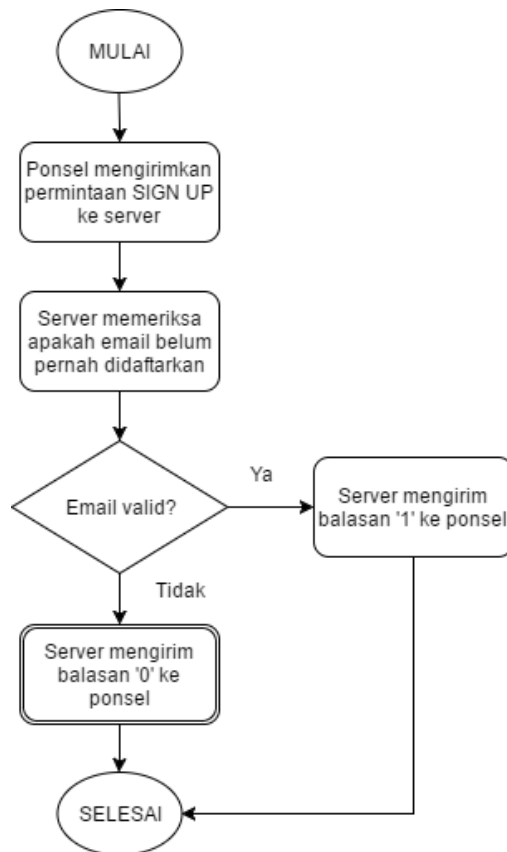 MULAI
Ponsel mengirimkan
permintaan SIGN UP
ke server
Server memeriksa
apakah email belum
pernah didaftarkan
Email valid?
Ya
Server mengirim
balasan '1' ke ponsel
Tidak
Server mengirim
balasan '0' ke
ponsel
SELESAI